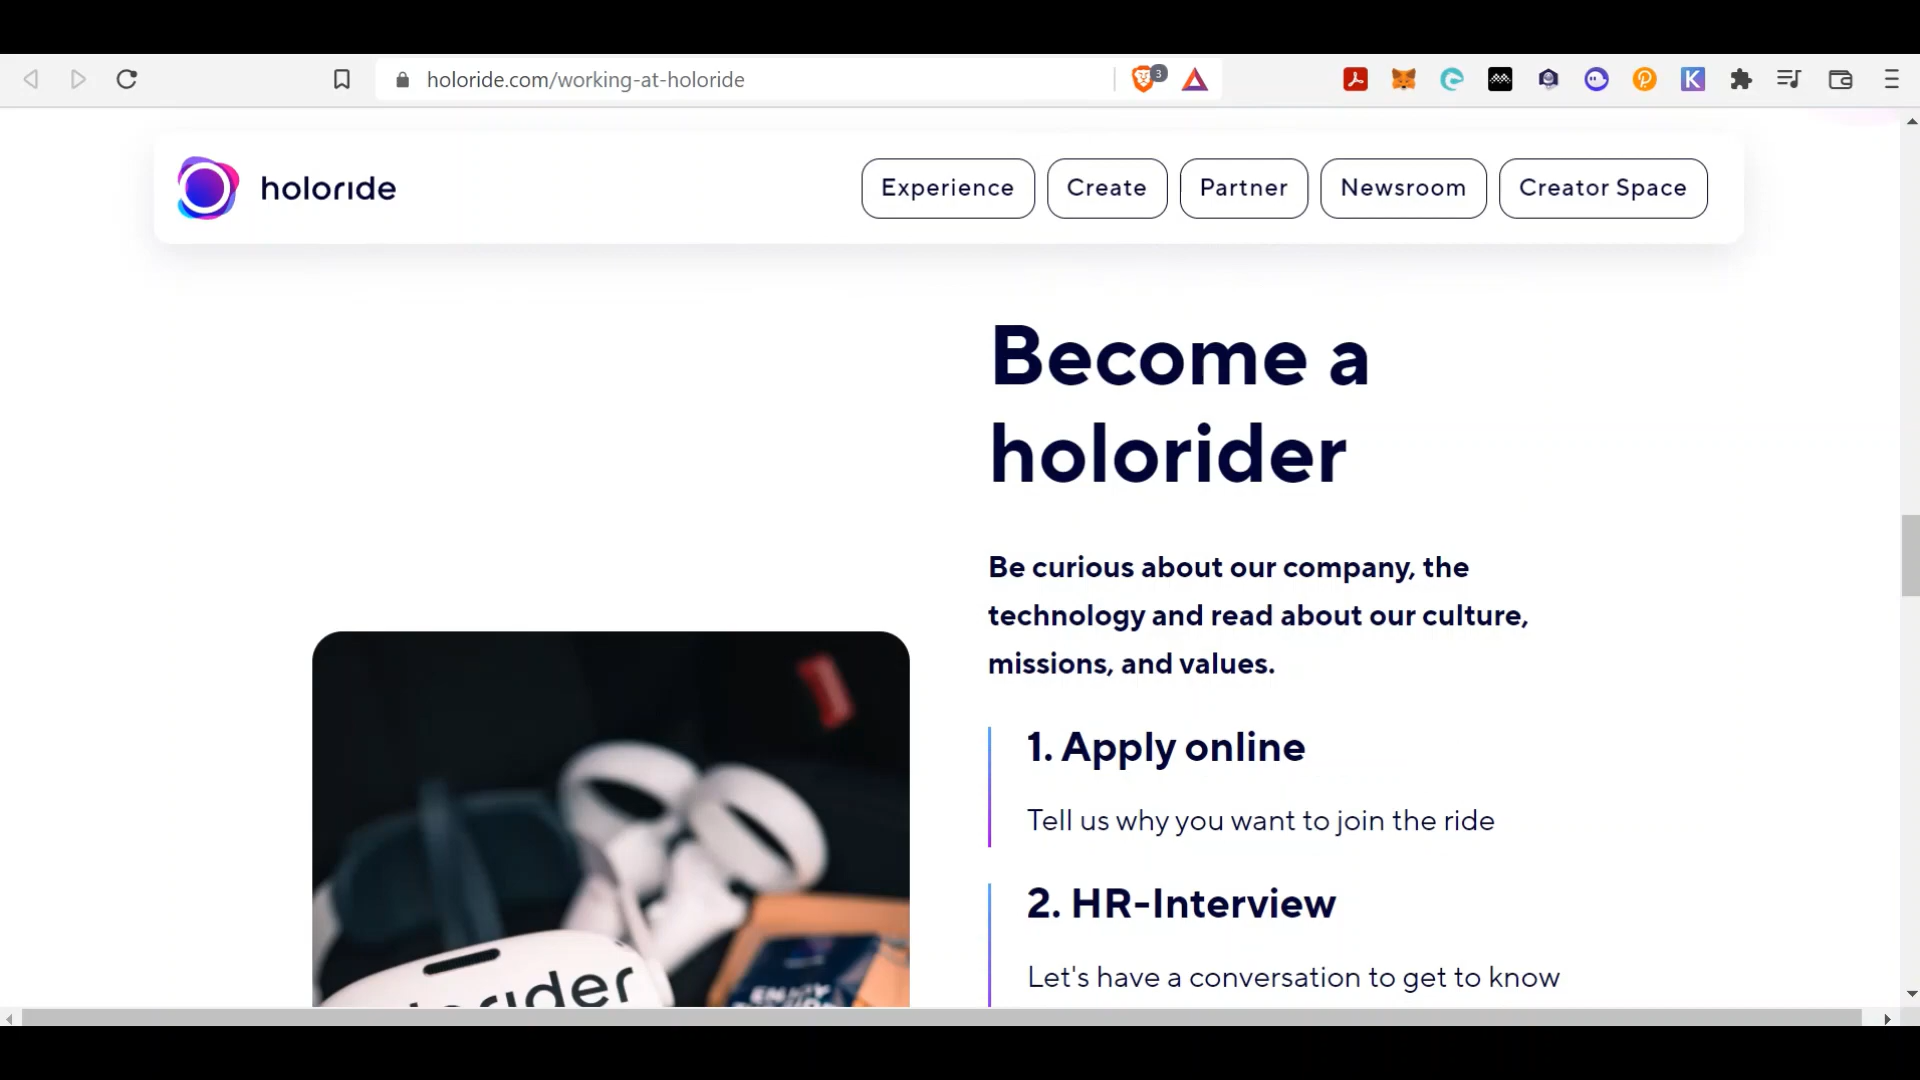 holoride.com/working-at-holoride
3
holoride
Experience
Create
Partner
Newsroom
Creator Space
Become a
holorider
Be curious about our company, the
technology and read about our culture,
missions, and values.
1. Apply online
Tell us why you want to join the ride
2. HR-Interview
Let's have a conversation to get to know
ENJOY